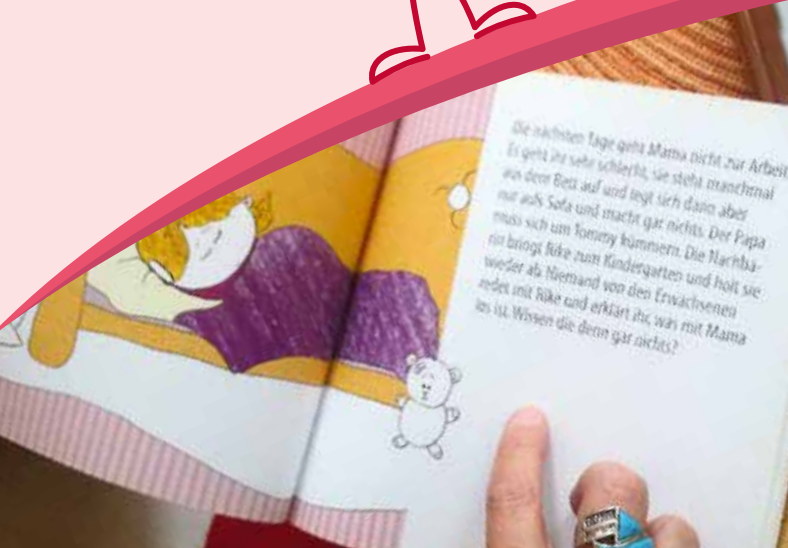 Die nächsten Tage geht Mama nicht zur Arbeit.
Es geht ihr sehr schlecht, sie steht manchmal
aus dem Bett auf und legt sich dann aber
nur aufs Sofa und macht gar nichts. Der Papa
muss sich um Tommy kümmern. Die Nachba-
rin bringt Rike zum Kindergarten und holt sie
wieder ab. Niemand von den Erwachsenen
redet mit Rike und erklärt ihr, was mit Mama
los ist. Wissen die denn gar nichts?